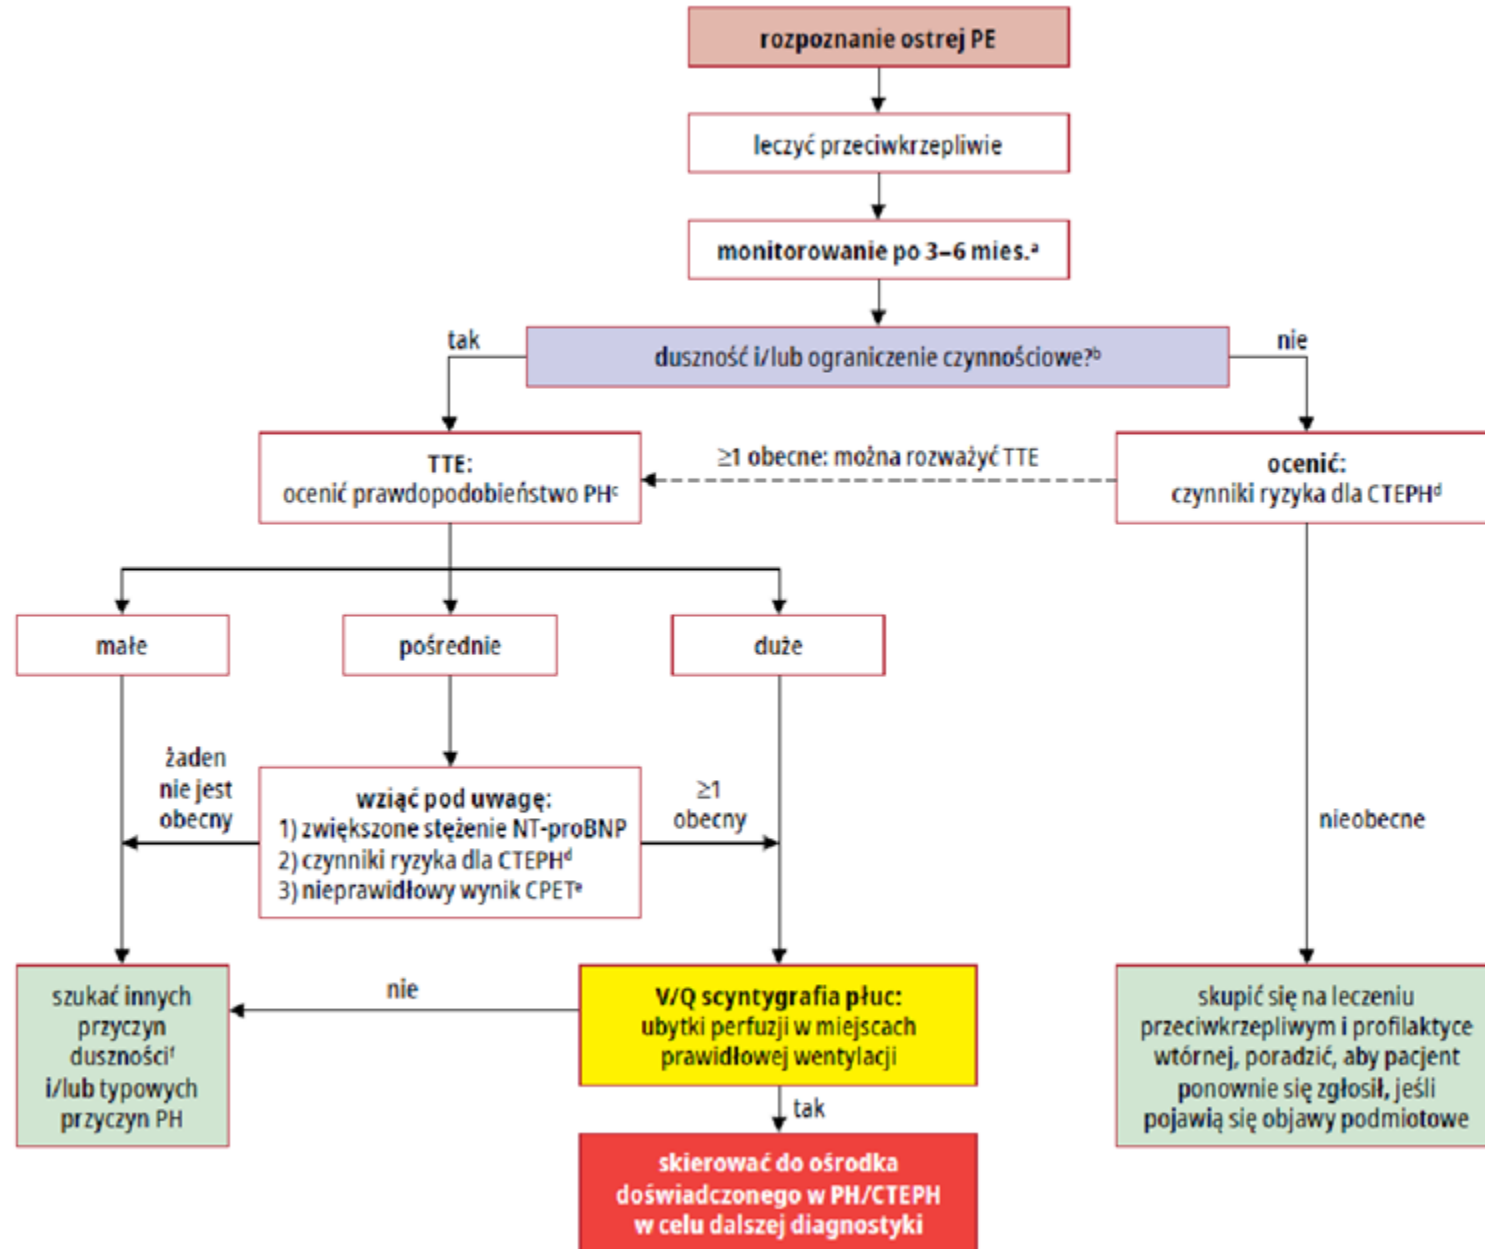 rozpoznanie ostrej PE
leczyć przeciwkrzepliwie
monitorowanie po 3–6 mies.ᵃ
tak
duszność i/lub ograniczenie czynnościowe?ᵇ
nie
TTE:
ocenić prawdopodobieństwo PHᶜ
≥1 obecne: można rozważyć TTE
ocenić:
czynniki ryzyka dla CTEPHᵈ
małe
pośrednie
duże
żaden
nie jest
obecny
wziąć pod uwagę:
1) zwiększone stężenie NT-proBNP
2) czynniki ryzyka dla CTEPHᵈ
3) nieprawidłowy wynik CPETᵉ
≥1
obecny
nieobecne
szukać innych
przyczyn
dusznościᶠ
i/lub typowych
przyczyn PH
nie
V/Q scyntygrafia płuc:
ubytki perfuzji w miejscach
prawidłowej wentylacji
skupić się na leczeniu
przeciwkrzepliwym i profilaktyce
wtórnej, poradzić, aby pacjent
ponownie się zgłosił, jeśli
pojawią się objawy podmiotowe
tak
skierować do ośrodka
doświadczonego w PH/CTEPH
w celu dalszej diagnostyki